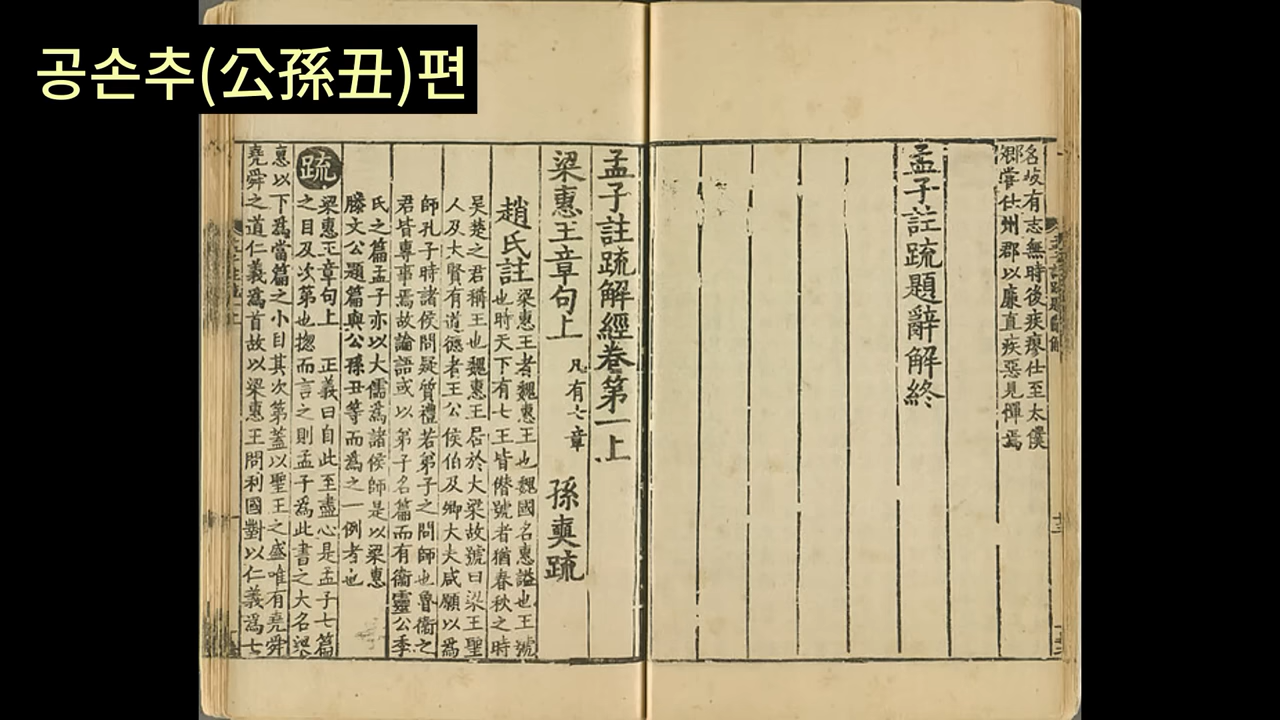 공손추(公孫丑)편
名岐有志無時後疾瘳仕至太僕
卿嘗仕州郡以廉直疾惡見憚焉
孟子註疏題辭解終
孟子註疏解經卷第一上
梁惠王章句上 凡有七章 孫奭疏
趙氏註 梁惠王者魏惠王也魏國名惠謚也王號
也時天下有七王皆僭號者猶春秋之時
吳楚之君稱王也魏惠王居於大梁故號曰梁王聖
人及大賢有道德者王公侯伯及卿大夫咸願以為
師孔子時諸侯問疑質禮若弟子之問師也魯衞之
君皆專事焉故論語或以弟子名篇而有衞靈公季
氏之篇孟子亦以大儒為諸侯師是以梁惠
滕文公題篇與公孫丑等而為之一例者也
疏 梁惠王章句上 正義曰自此至盡心是孟子七篇
之目及次第也揔而言之則孟子為此書之大名梁
惠以下為當篇之小目其次第蓋以聖王之盛唯有堯舜
堯舜之道仁義為首故以梁惠王問利國對以仁義為七